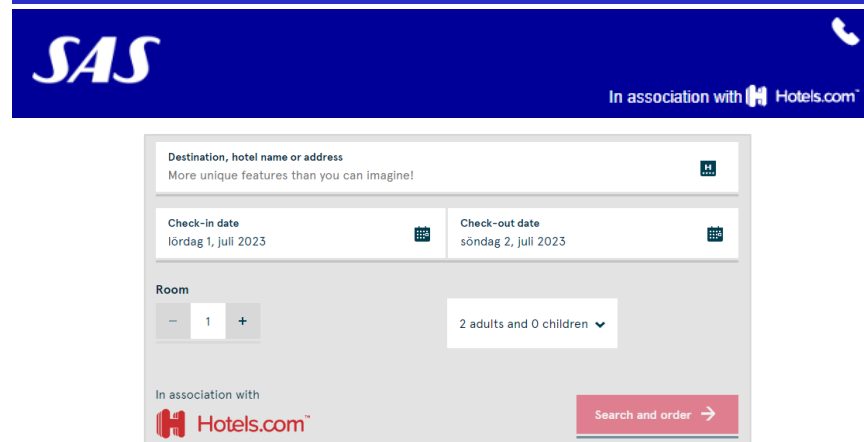 SAS
In association with Hotels.com
Destination, hotel name or address
More unique features than you can imagine!
Check-in date
lördag 1, juli 2023
Check-out date
söndag 2, juli 2023
Room
− 1 +
2 adults and 0 children
In association with
Hotels.com™
Search and order →